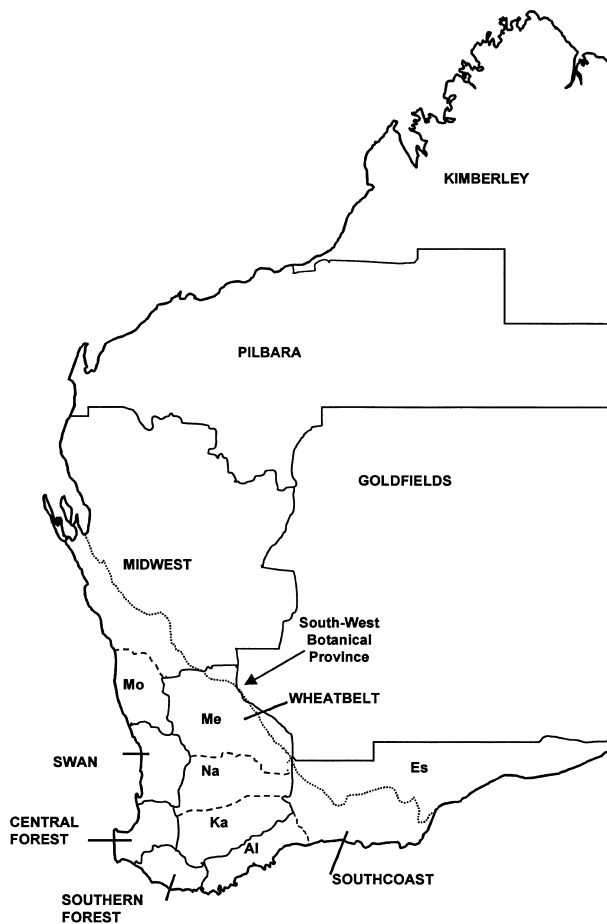 KIMBERLEY
PILBARA
GOLDFIELDS
MIDWEST
South-West
Botanical
Province
Mo
WHEATBELT
Me
SWAN
Na
Es
CENTRAL
FOREST
Ka
Al
SOUTHCOAST
SOUTHERN
FOREST